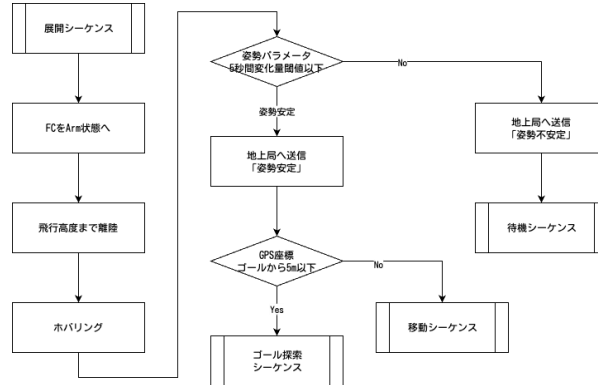 展開シーケンス
FCをArm状態へ
飛行高度まで離陸
ホバリング
姿勢パラメータ
5秒間変化量閾値以下
No
姿勢安定
地上局へ送信
「姿勢安定」
地上局へ送信
「姿勢不安定」
待機シーケンス
GPS座標
ゴールから5m以下
No
Yes
移動シーケンス
ゴール探索
シーケンス